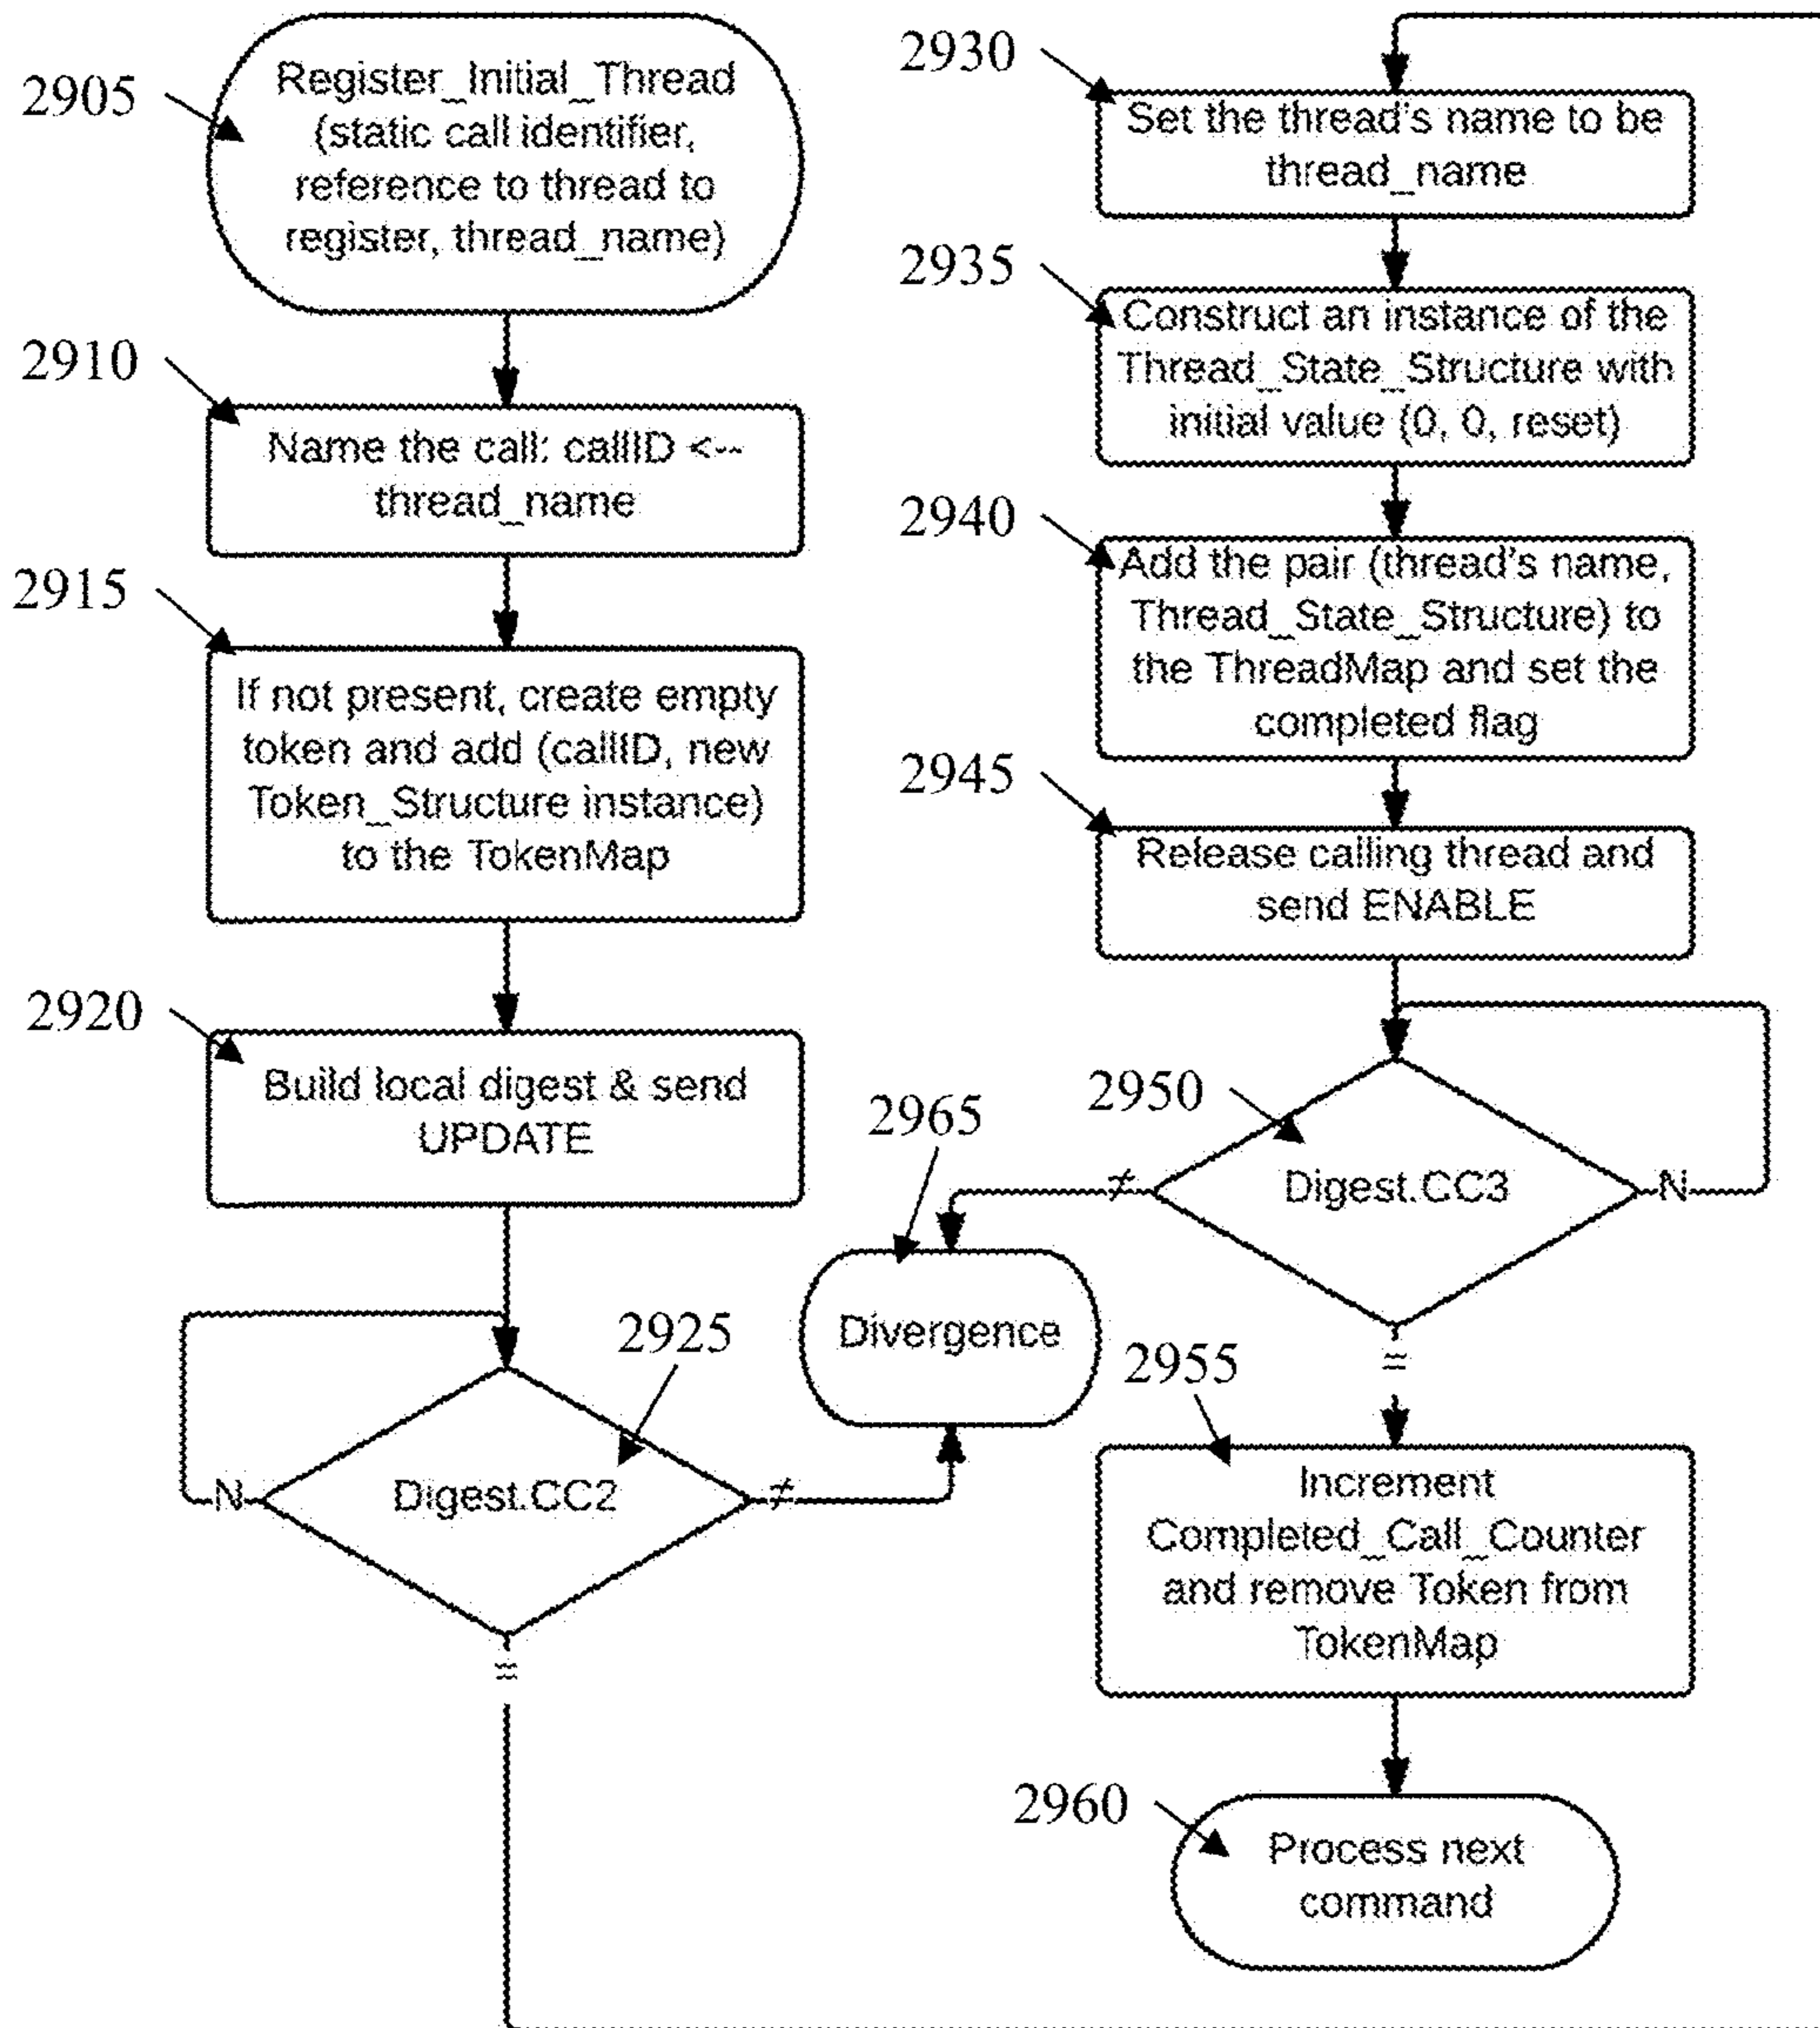 2905
Register_Initial_Thread
(static call identifier,
reference to thread to
register, thread_name)
2910
Name the call: callID <--
thread_name
2915
If not present, create empty
token and add (callID, new
Token_Structure instance)
to the TokenMap
2920
Build local digest & send
UPDATE
2925
Digest.CC2
N
≠
=
2930
Set the thread's name to be
thread_name
2935
Construct an instance of the
Thread_State_Structure with
initial value (0, 0, reset)
2940
Add the pair (thread's name,
Thread_State_Structure) to
the ThreadMap and set the
completed flag
2945
Release calling thread and
send ENABLE
2950
Digest.CC3
≠
N
=
2965
Divergence
2955
Increment
Completed_Call_Counter
and remove Token from
TokenMap
2960
Process next
command